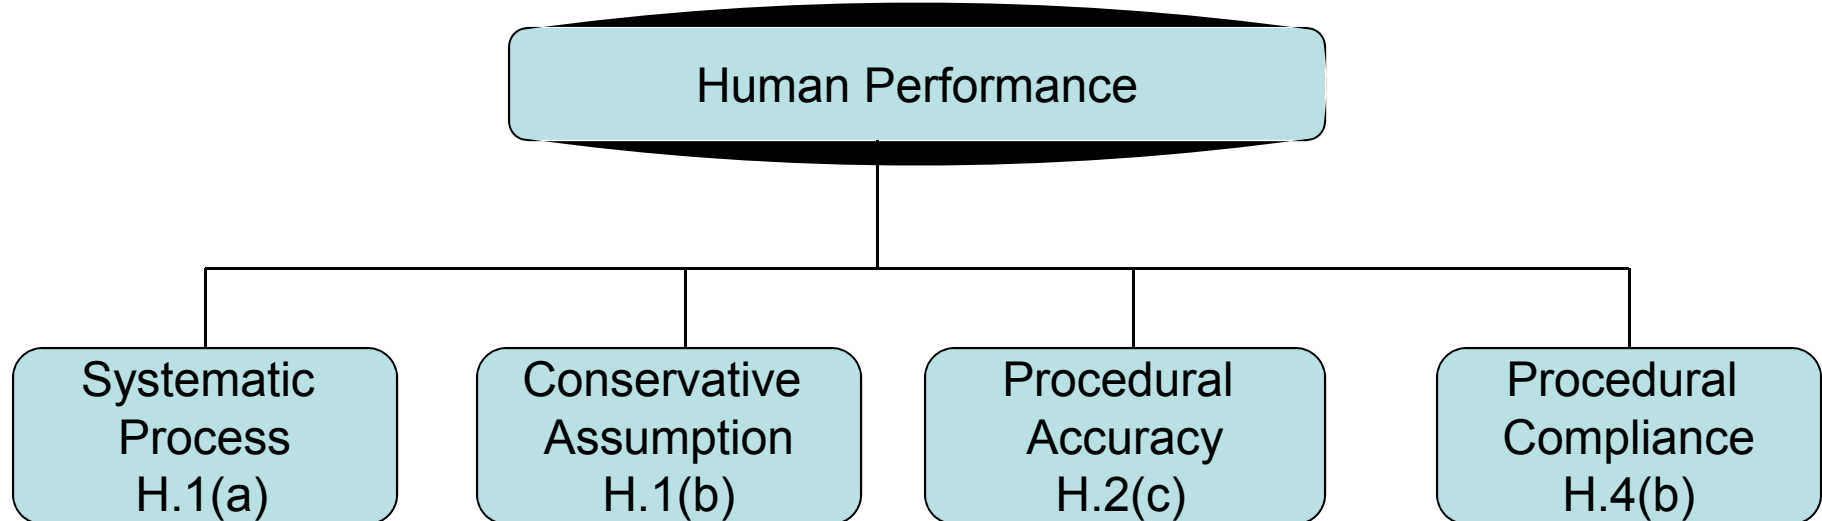 Human Performance
Systematic
Process
H.1(a)
Conservative
Assumption
H.1(b)
Procedural
Accuracy
H.2(c)
Procedural
Compliance
H.4(b)